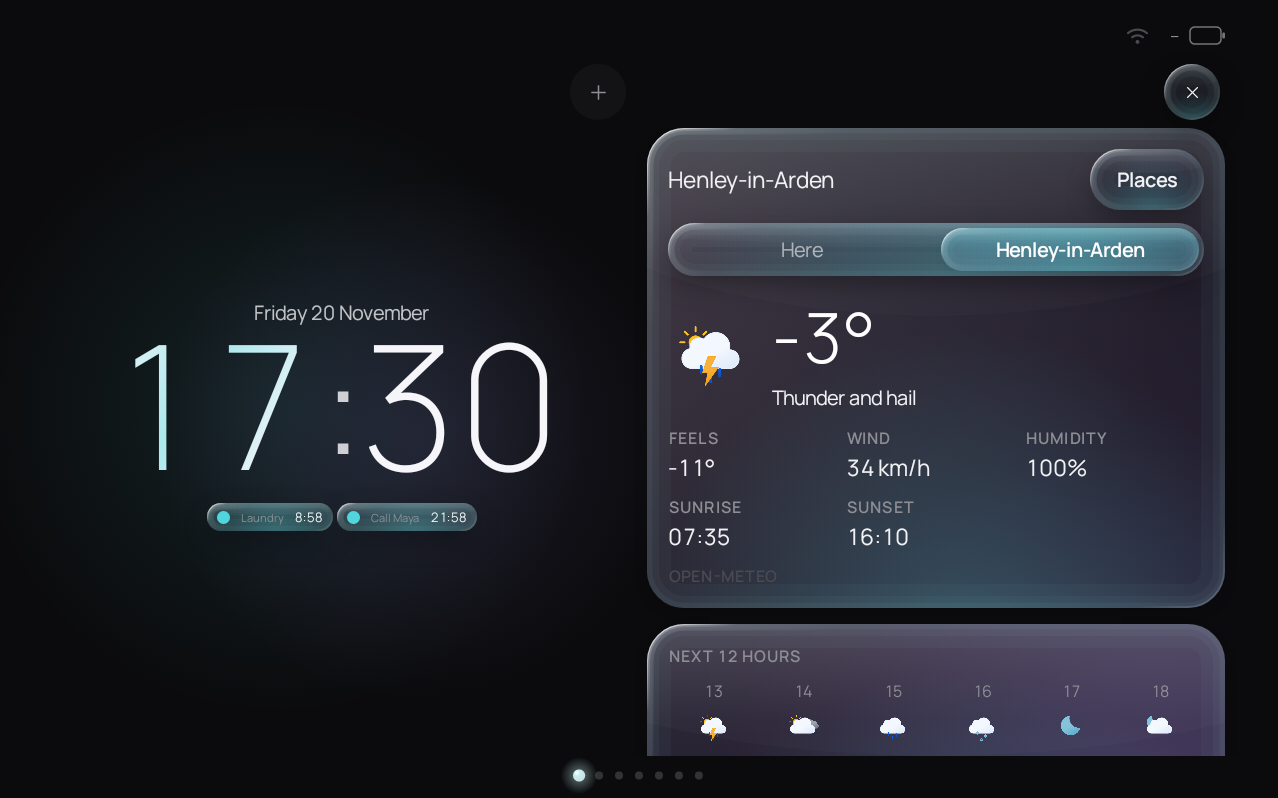 –
Friday 20 November
17:30
Laundry 8:58
Call Maya 21:58
Henley-in-Arden
Places
Here
Henley-in-Arden
-3°
Thunder and hail
FEELS WIND HUMIDITY
-11° 34 km/h 100%
SUNRISE SUNSET
07:35 16:10
OPEN-METEO
NEXT 12 HOURS
13 14 15 16 17 18